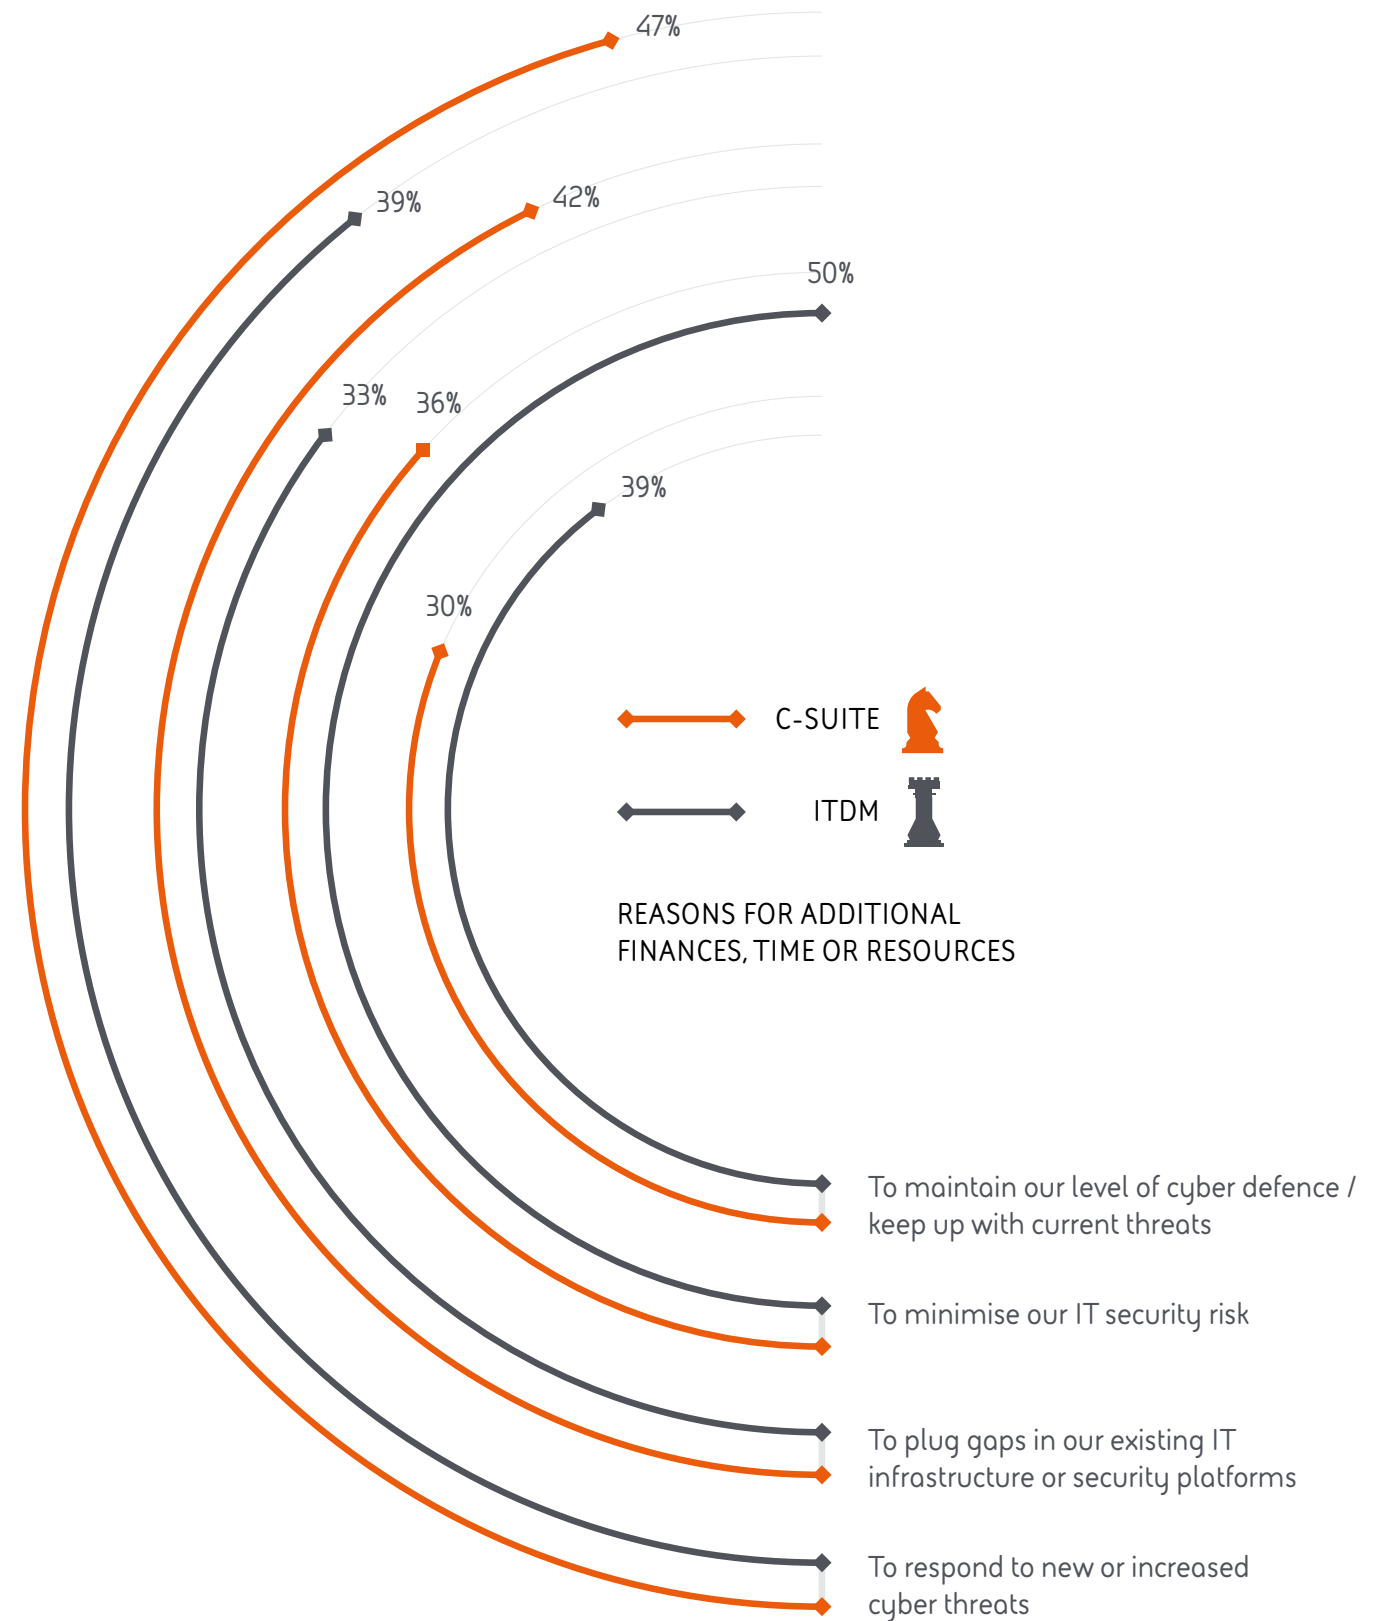 47%
39%
42%
50%
33%
36%
39%
30%
C-SUITE
ITDM
REASONS FOR ADDITIONAL
FINANCES, TIME OR RESOURCES
To maintain our level of cyber defence /
keep up with current threats
To minimise our IT security risk
To plug gaps in our existing IT
infrastructure or security platforms
To respond to new or increased
cyber threats